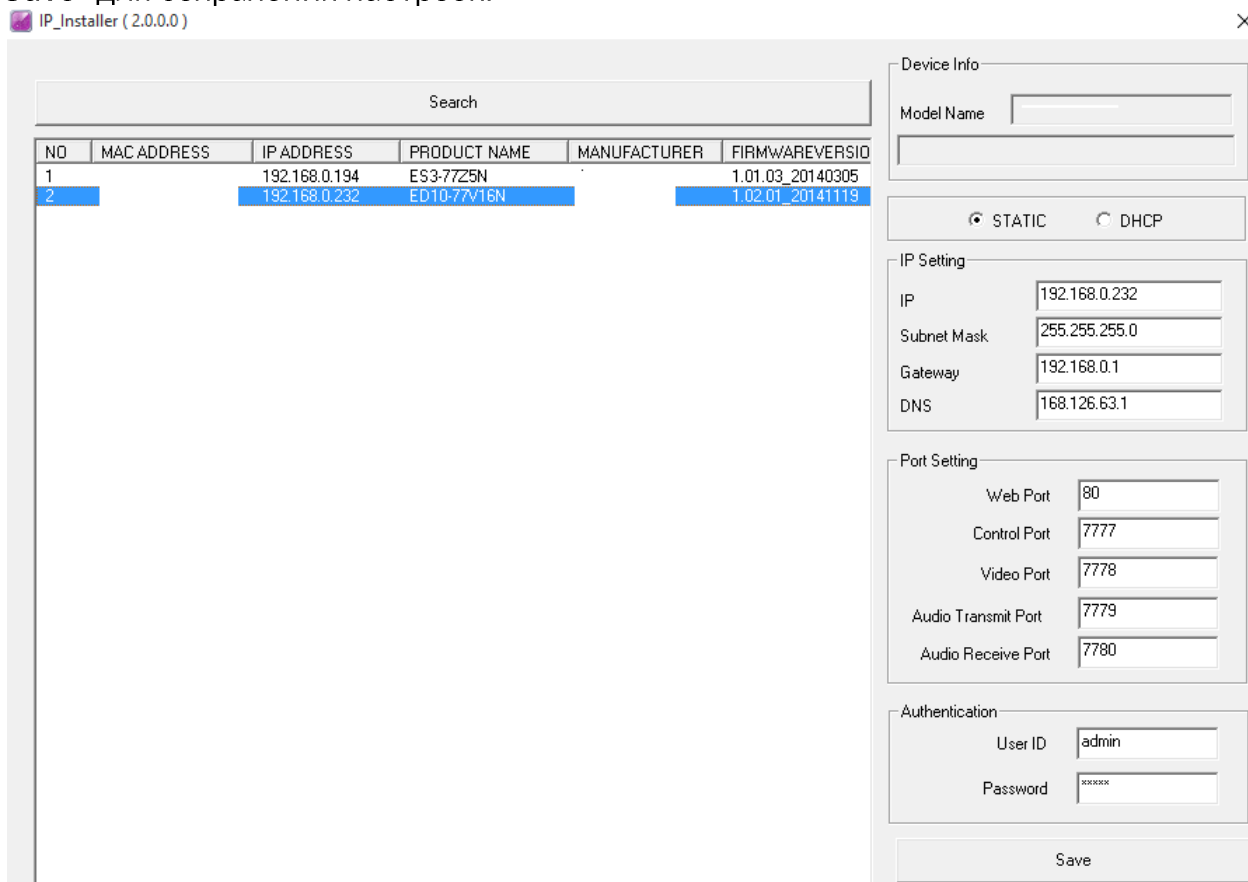 IP_Installer ( 2.0.0.0 )
Search
NO MAC ADDRESS IP ADDRESS PRODUCT NAME MANUFACTURER FIRMWAREVERSIO
1 192.168.0.194 ES3-77Z5N 1.01.03_20140305
2 192.168.0.232 ED10-77V16N 1.02.01_20141119
Device Info
Model Name
STATIC DHCP
IP Setting
IP 192.168.0.232
Subnet Mask 255.255.255.0
Gateway 192.168.0.1
DNS 168.126.63.1
Port Setting
Web Port 80
Control Port 7777
Video Port 7778
Audio Transmit Port 7779
Audio Receive Port 7780
Authentication
User ID admin
Password *****
Save